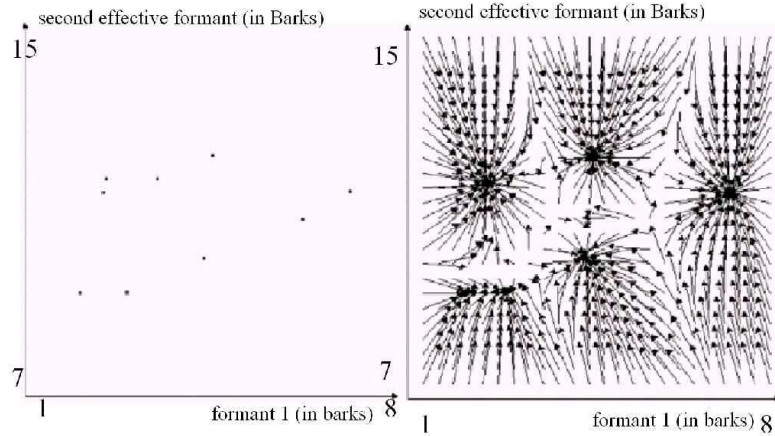 second effective formant (in Barks)
15
7
1
formant 1 (in barks)
8
second effective formant (in Barks)
15
7
1
formant 1 (in barks)
8